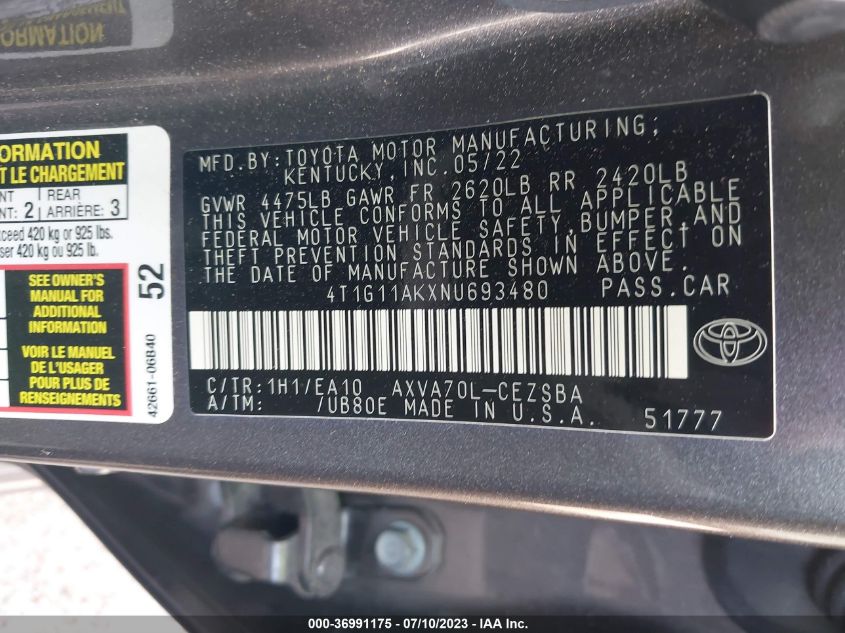 INFORMATION
ORMATION
T LE CHARGEMENT
NT
REAR
NT: 2
ARRIÈRE: 3
xceed 420 kg or 925 lbs.
ser 420 kg ou 925 lb.
SEE OWNER'S
MANUAL FOR
ADDITIONAL
INFORMATION
VOIR LE MANUEL
DE L'USAGER
POUR PLUS DE
RENSEIGNEMENTS
52
42661-06B40
MFD.BY:TOYOTA MOTOR MANUFACTURING;
KENTUCKY, INC.05/22
GVWR 4475LB GAWR FR 2620LB RR 2420LB
THIS VEHICLE CONFORMS TO ALL APPLICABLE
FEDERAL MOTOR VEHICLE SAFETY,BUMPER,AND
THEFT PREVENTION STANDARDS IN EFFECT ON
THE DATE OF MANUFACTURE SHOWN ABOVE.
4T1G11AKXNU693480 PASS.CAR
C/TR:1H1/EA10 AXVA70L-CEZSBA
A/TM: /UB80E MADE IN U.S.A. 51777
000-36991175 - 07/10/2023 - IAA Inc.